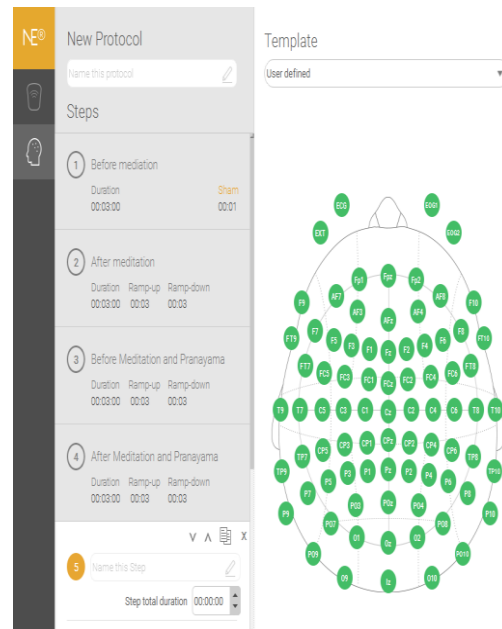 NE®
New Protocol
Name this protocol
Steps
1 Before mediation
Duration Sham
00:03:00 00:01
2 After meditation
Duration Ramp-up Ramp-down
00:03:00 00:03 00:03
3 Before Meditation and Pranayama
Duration Ramp-up Ramp-down
00:03:00 00:03 00:03
4 After Meditation and Pranayama
Duration Ramp-up Ramp-down
00:03:00 00:03 00:03
x
5 Name this Step
Step total duration 00:00:00
Template
User defined
ECG EOG1
EX7 EOG2
Fp1 Fpz Fp2
F9 AF7 AF8 F10
AF3 AFz AF4
FT9 F7 F5 F3 F1 Fz F2 F4 F6 F8 FT10
FT7 FC5 FC3 FC1 FCz FC2 FC4 FC6 FT8
T9 T7 C5 C3 C1 Cz C2 C4 C6 T8 T10
TP7 CP5 CP3 CP1 CPz CP2 CP4 CP6 TP8
TP9 P5 P3 P1 Pz P2 P4 P6 TP10
P7 P8
P9 PO3 POz PO4 P10
PO7 PO8
PO9 O1 Oz O2 PO10
O9 Iz O10